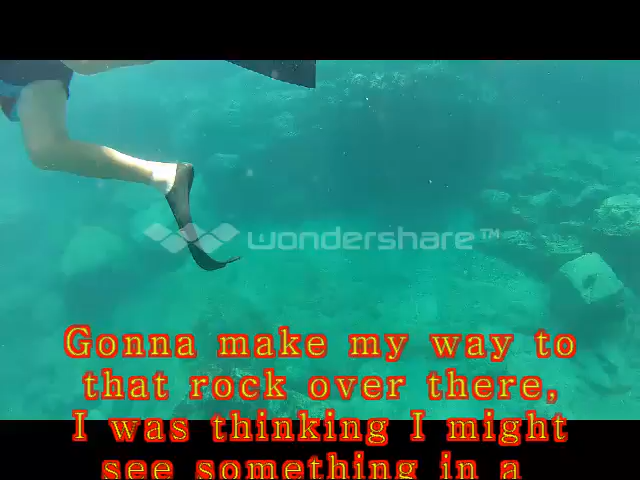 wondershare™
Gonna make my way to
that rock over there,
I was thinking I might
see something in a